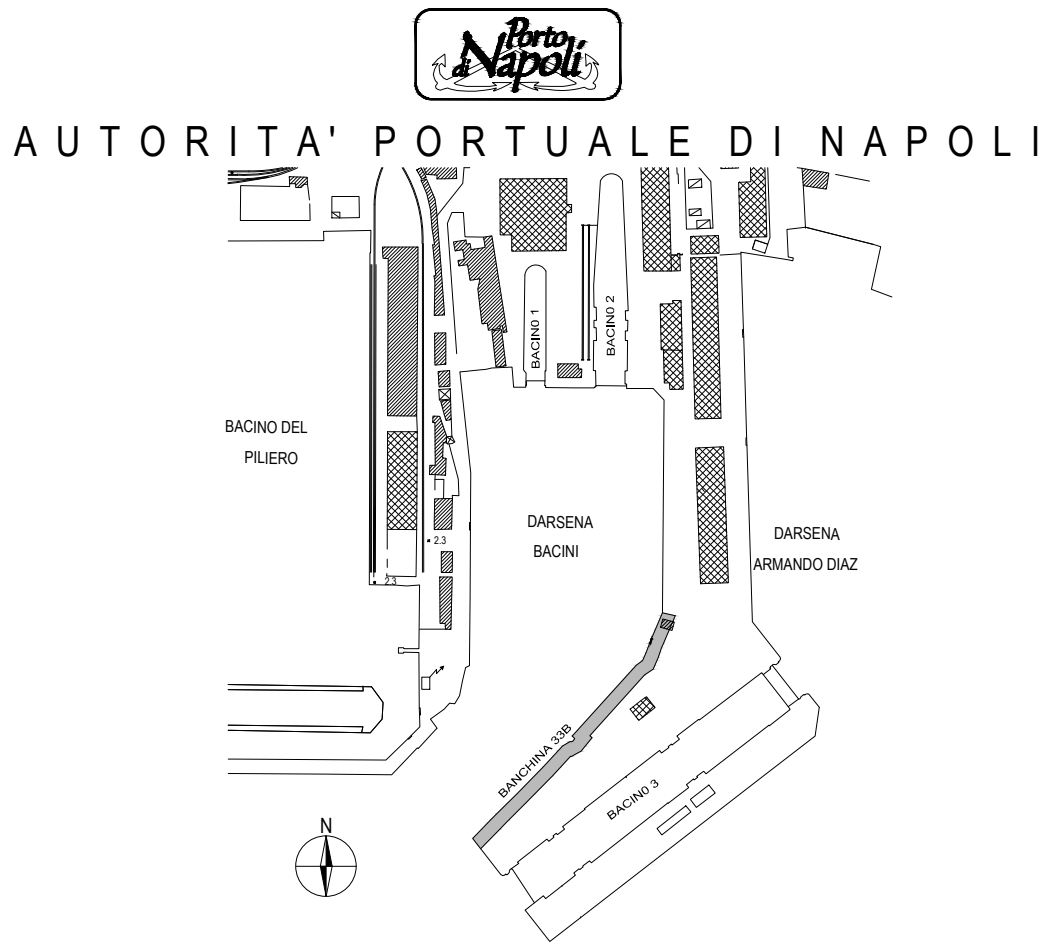 Porto
di Napoli
AUTORITA' PORTUALE DI NAPOLI
BACINO 1
BACINO 2
BACINO DEL
PILIERO
DARSENA
BACINI
DARSENA
ARMANDO DIAZ
2.3
2.3
BANCHINA 33B
BACINO 3
N